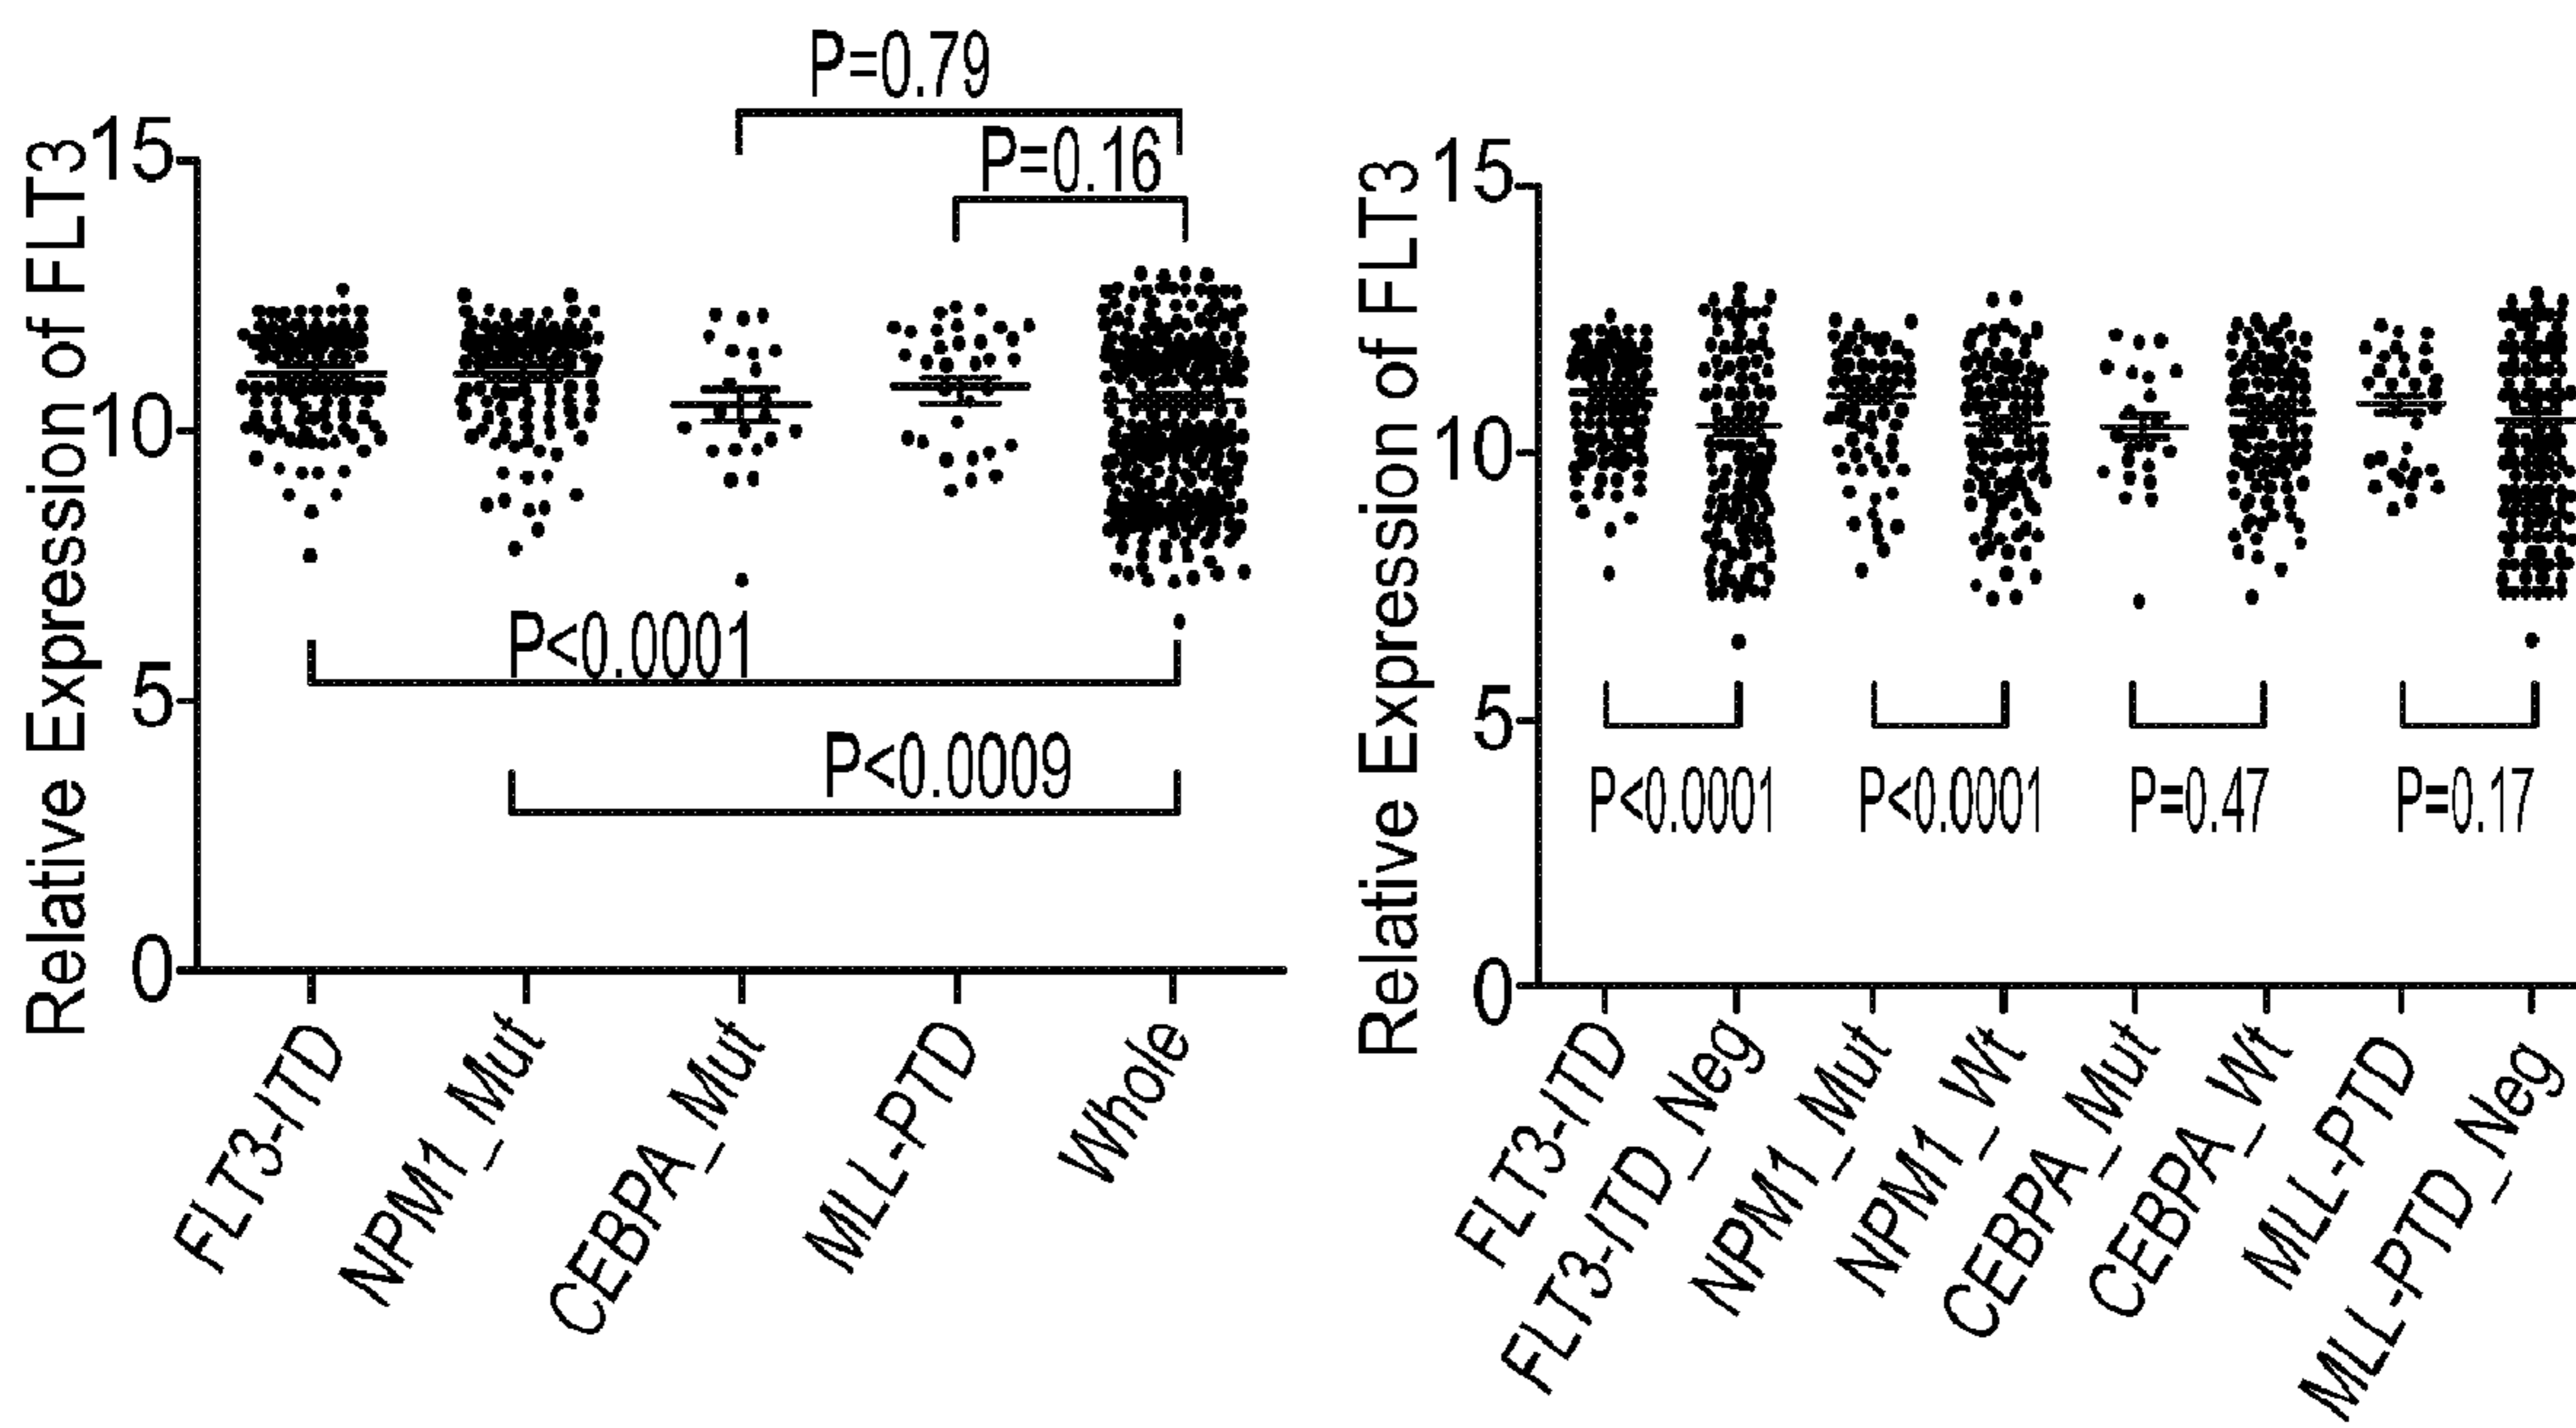 P=0.79
P=0.16
Relative Expression of FLT3
15
10
5
0
P<0.0001
P<0.0009
FLT3-ITD
NPM1_Mut
CEBPA_Mut
MLL-PTD
Whole
Relative Expression of FLT3
15
10
5
0
P<0.0001
P<0.0001
P=0.47
P=0.17
FLT3-ITD
FLT3-ITD_Neg
NPM1_Mut
NPM1_Wt
CEBPA_Mut
CEBPA_Wt
MLL-PTD
MLL-PTD_Neg